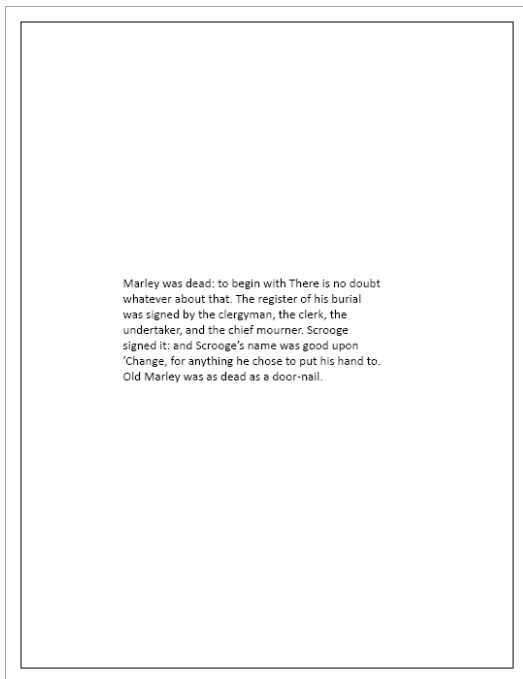 Marley was dead: to begin with There is no doubt
whatever about that. The register of his burial
was signed by the clergyman, the clerk, the
undertaker, and the chief mourner. Scrooge
signed it: and Scrooge’s name was good upon
’Change, for anything he chose to put his hand to.
Old Marley was as dead as a door-nail.